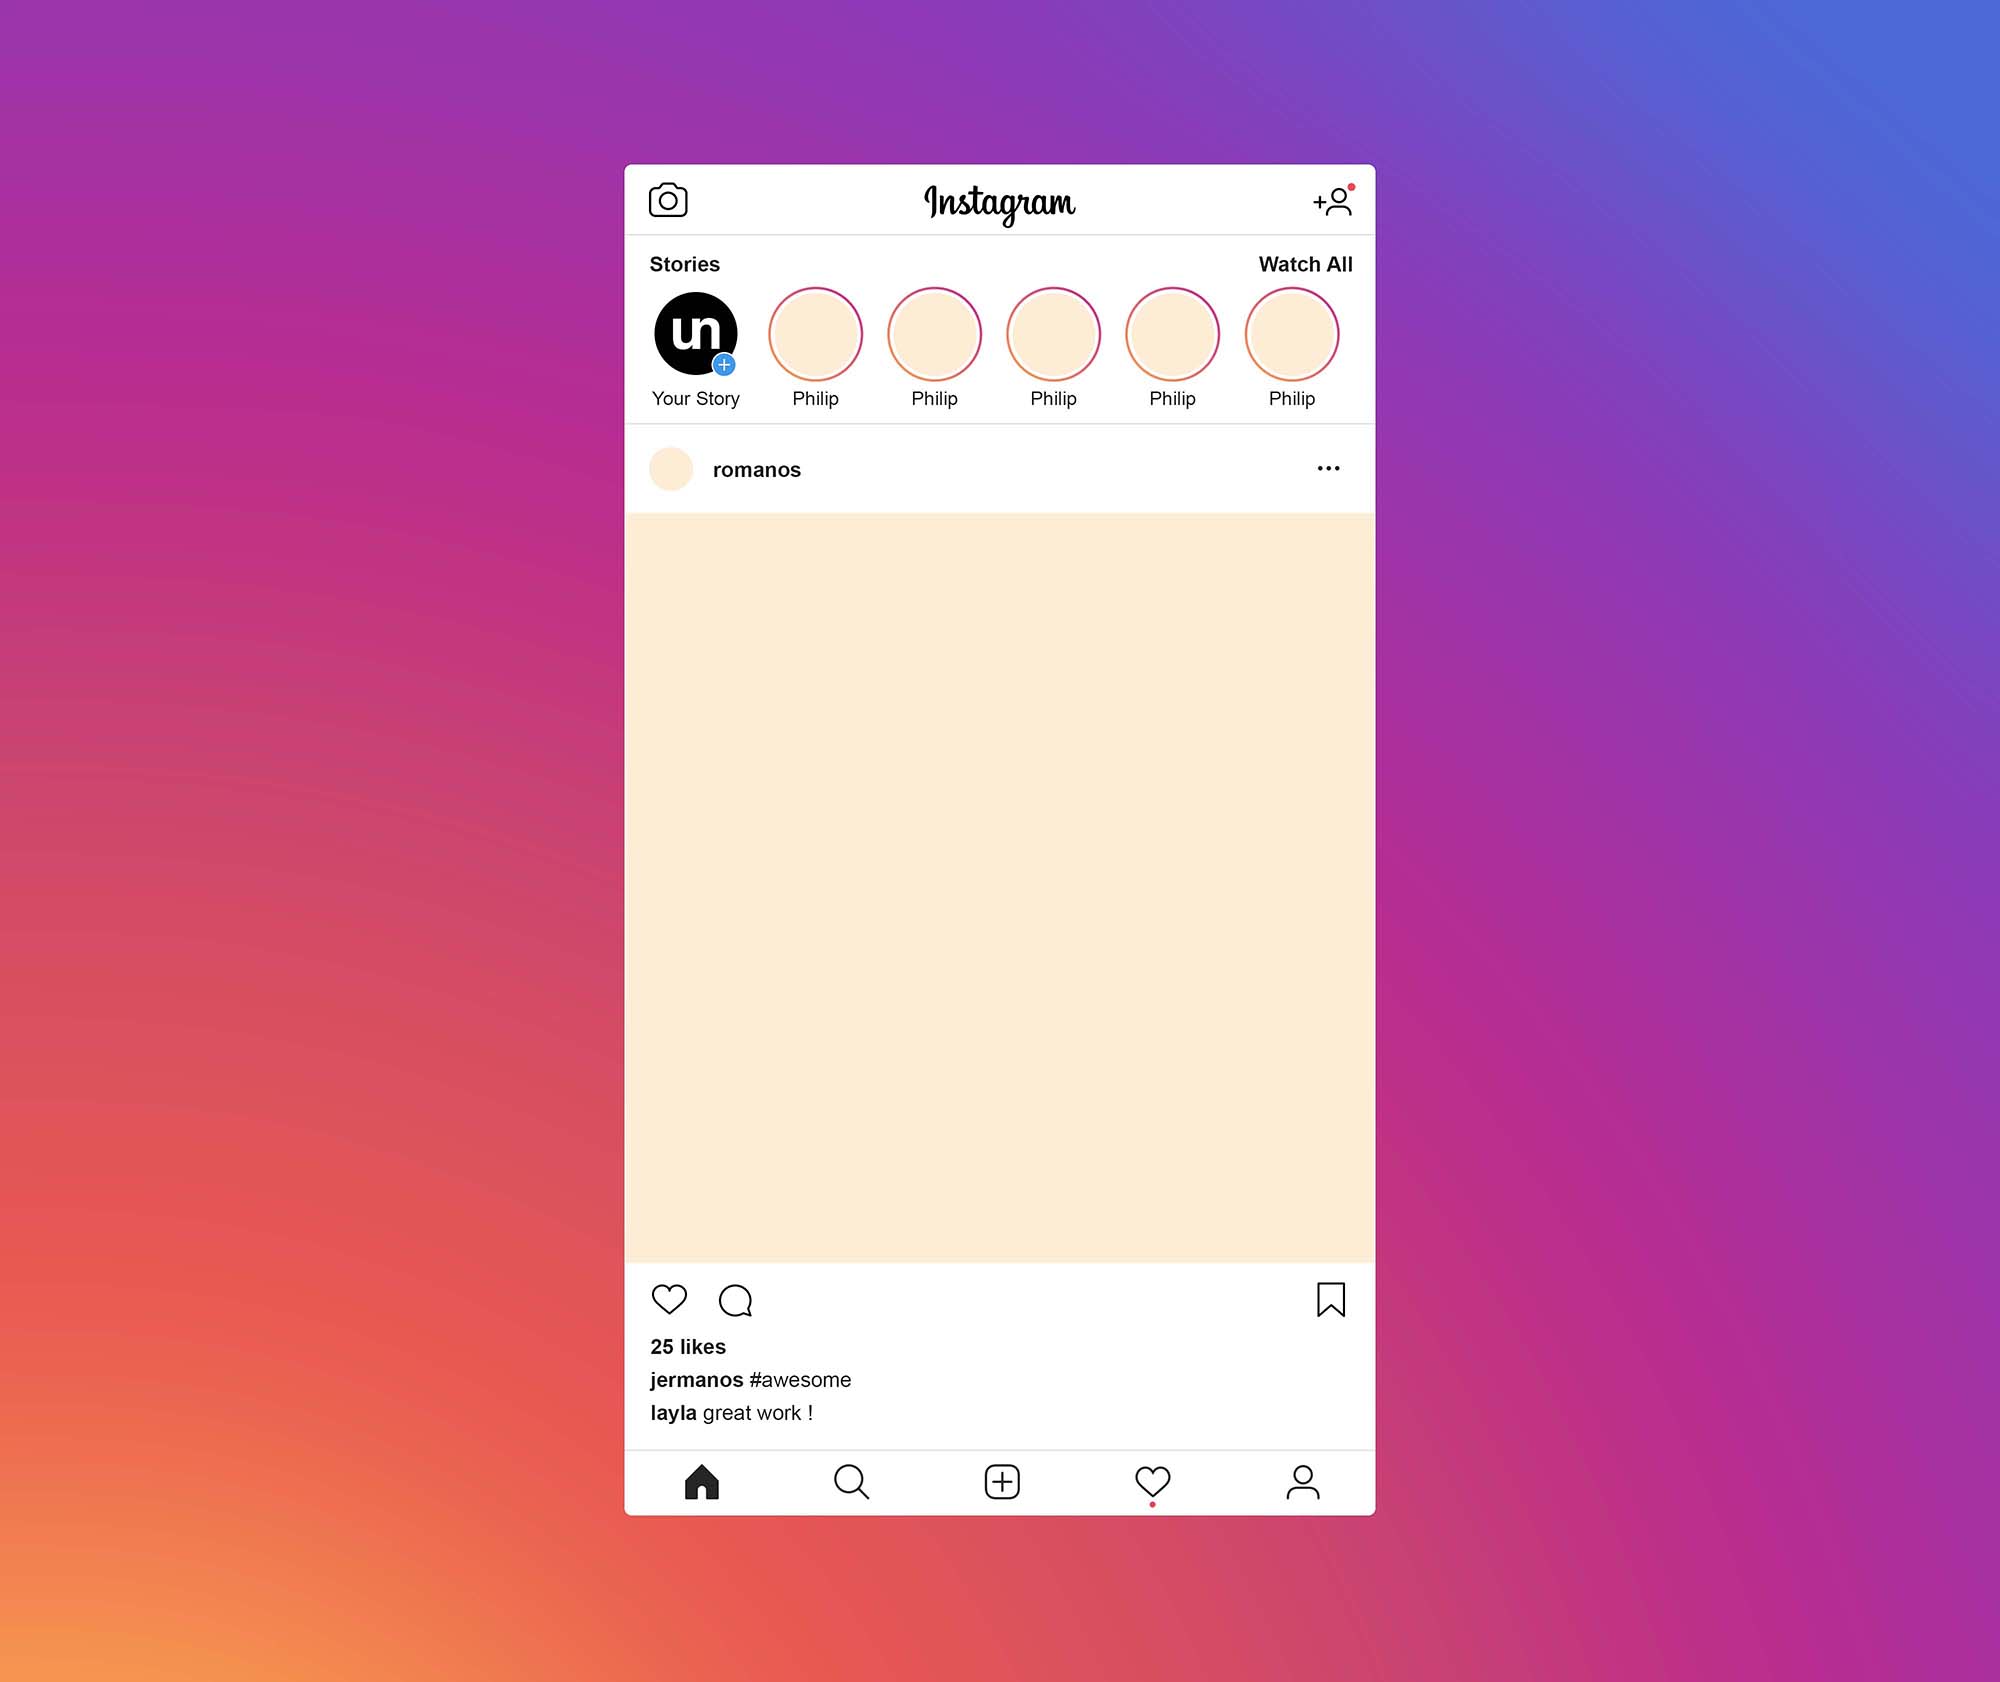 Instagram
Stories Watch All
un
Your Story Philip Philip Philip Philip Philip
romanos
25 likes
jermanos #awesome
layla great work !